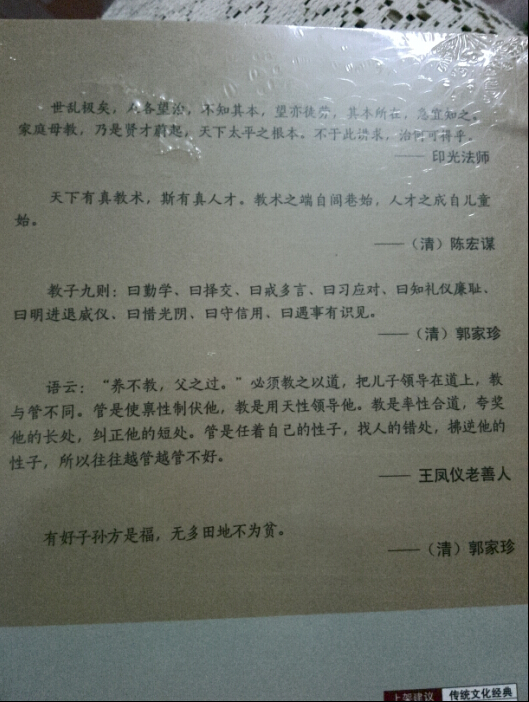 世乱极矣，人各望治，不知其本，望亦徒劳，其本所在，急宜知之。
家庭母教，乃是贤才蔚起，天下太平之根本。不于此讲求，治何可得乎。
—— 印光法师
天下有真教术，斯有真人才。教术之端自闾巷始，人才之成自儿童
始。
——（清）陈宏谋
教子九则：曰勤学、曰择交、曰戒多言、曰习应对、曰知礼仪廉耻、
曰明进退威仪、曰惜光阴、曰守信用、曰遇事有识见。
——（清）郭家珍
语云：“养不教，父之过。”必须教之以道，把儿子领导在道上，教
与管不同。管是使禀性制伏他，教是用天性领导他。教是率性合道，夸奖
他的长处，纠正他的短处。管是任着自己的性子，找人的错处，拂逆他的
性子，所以往往越管越管不好。
—— 王凤仪老善人
有好子孙方是福，无多田地不为贫。
——（清）郭家珍
上架建议 传统文化经典